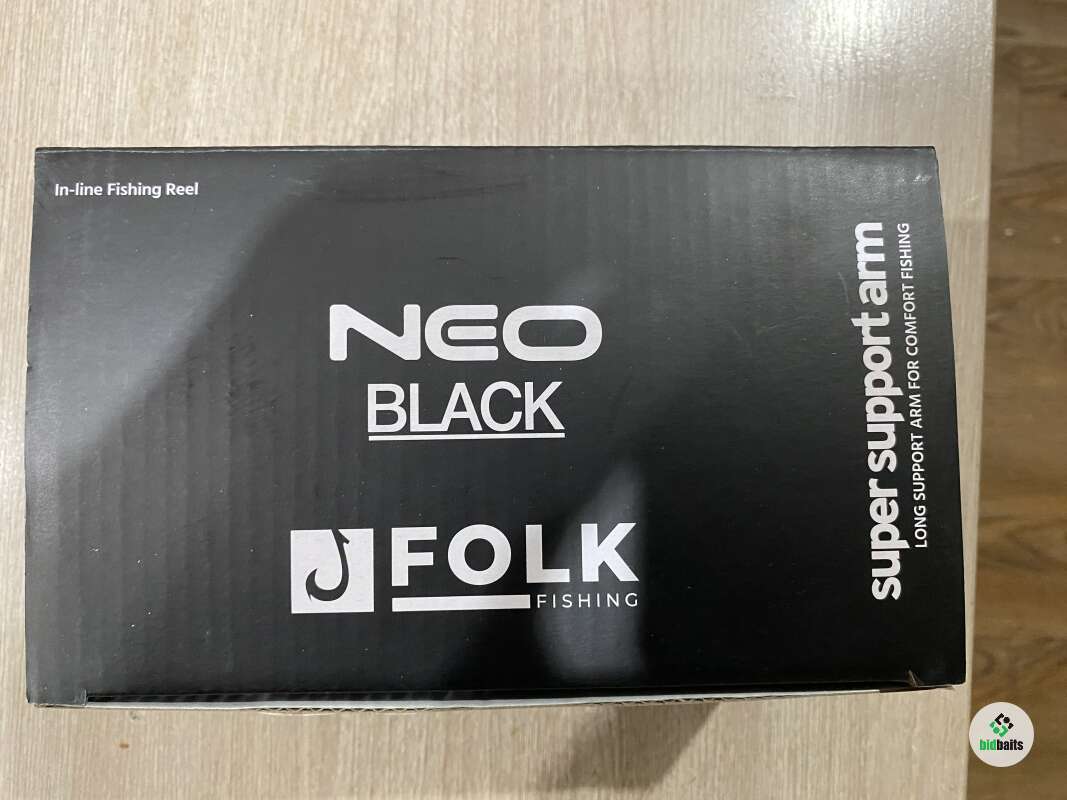 In-line Fishing Reel
NEO
BLACK
FOLK
FISHING
super support arm
LONG SUPPORT ARM FOR COMFORT FISHING
bidbaits